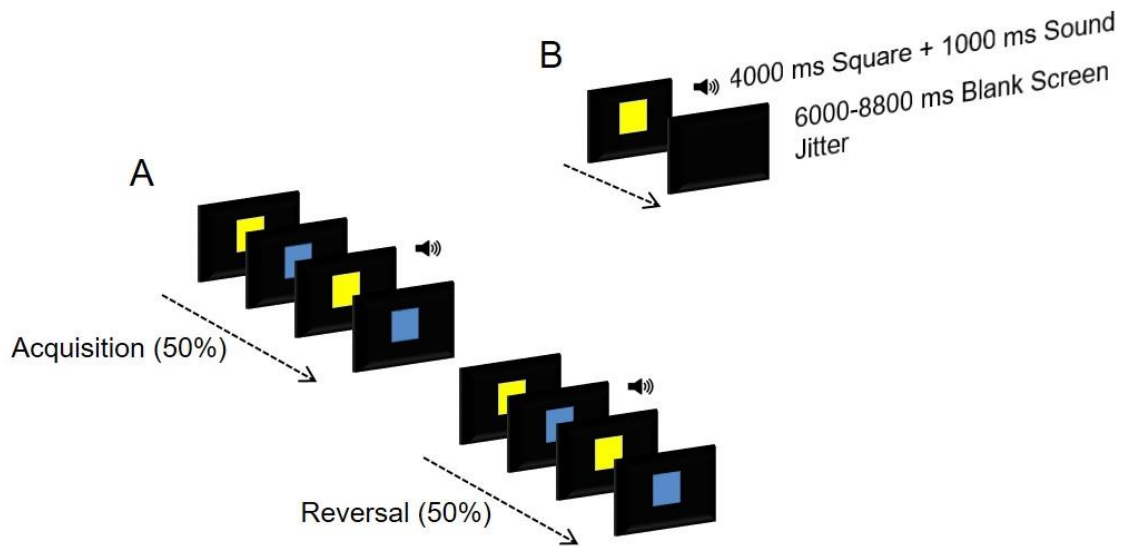 B
4000 ms Square + 1000 ms Sound
6000-8800 ms Blank Screen
Jitter
A
Acquisition (50%)
Reversal (50%)